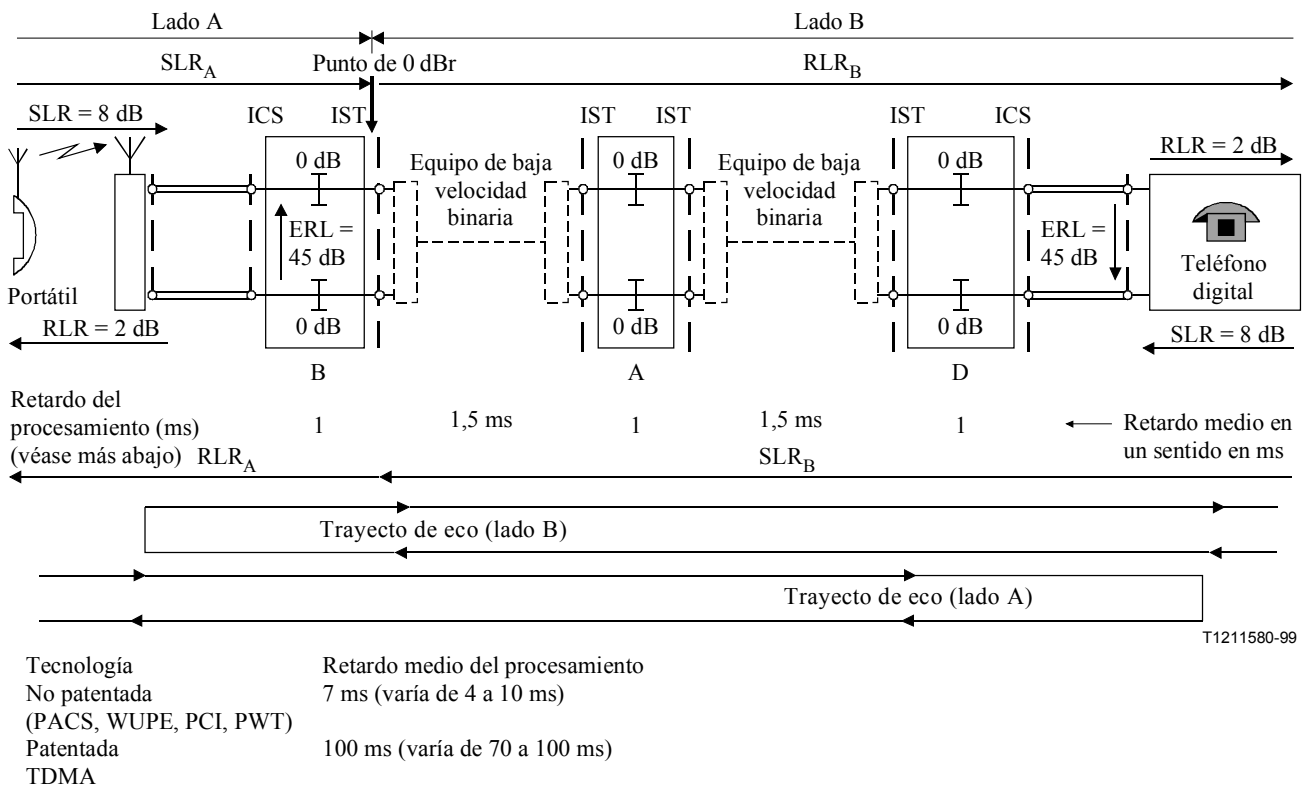 Lado A
Lado B
SLR_A
Punto de 0 dBr
RLR_B
SLR = 8 dB
ICS
IST
IST
IST
IST
ICS
RLR = 2 dB
0 dB
0 dB
0 dB
Equipo de baja
velocidad
binaria
Equipo de baja
velocidad
binaria
ERL =
45 dB
ERL =
45 dB
Teléfono
digital
Portátil
0 dB
0 dB
0 dB
RLR = 2 dB
SLR = 8 dB
B
A
D
Retardo del
procesamiento (ms)
(véase más abajo)
1
1,5 ms
1
1,5 ms
1
Retardo medio en
un sentido en ms
RLR_A
SLR_B
Trayecto de eco (lado B)
Trayecto de eco (lado A)
T1211580-99
Tecnología Retardo medio del procesamiento
No patentada 7 ms (varía de 4 a 10 ms)
(PACS, WUPE, PCI, PWT)
Patentada 100 ms (varía de 70 a 100 ms)
TDMA